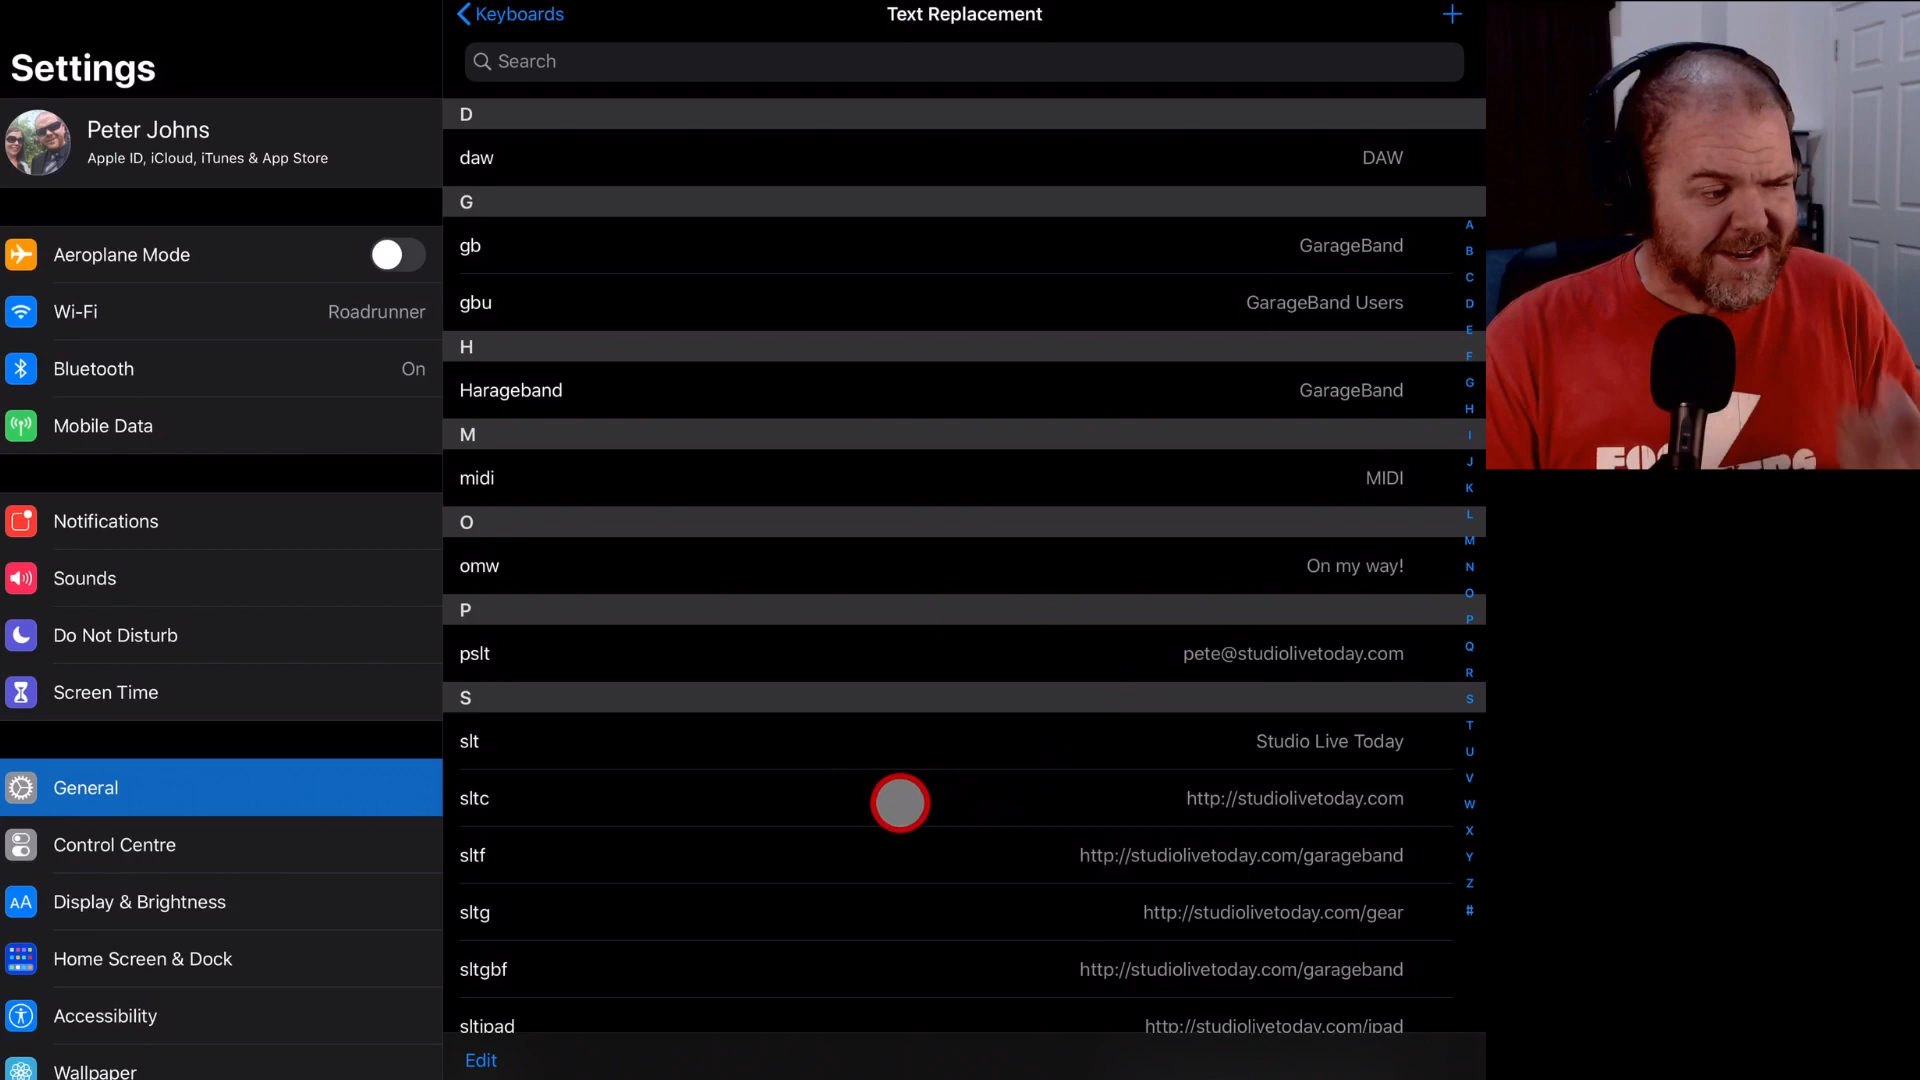 Settings
Peter Johns
Apple ID, iCloud, iTunes & App Store
Aeroplane Mode
Wi-Fi Roadrunner
Bluetooth On
Mobile Data
Notifications
Sounds
Do Not Disturb
Screen Time
General
Control Centre
AA Display & Brightness
Home Screen & Dock
Accessibility
Wallpaper
Keyboards Text Replacement +
Search
D
daw DAW
G
gb GarageBand
gbu GarageBand Users
H
Harageband GarageBand
M
midi MIDI
O
omw On my way!
P
pslt pete@studiolivetoday.com
S
slt Studio Live Today
sltc http://studiolivetoday.com
sltf http://studiolivetoday.com/garageband
sltg http://studiolivetoday.com/gear
sltgbf http://studiolivetoday.com/garageband
sltipad http://studiolivetoday.com/ipad
Edit
A
B
C
D
E
F
G
H
I
J
K
L
M
N
O
P
Q
R
S
T
U
V
W
X
Y
Z
#